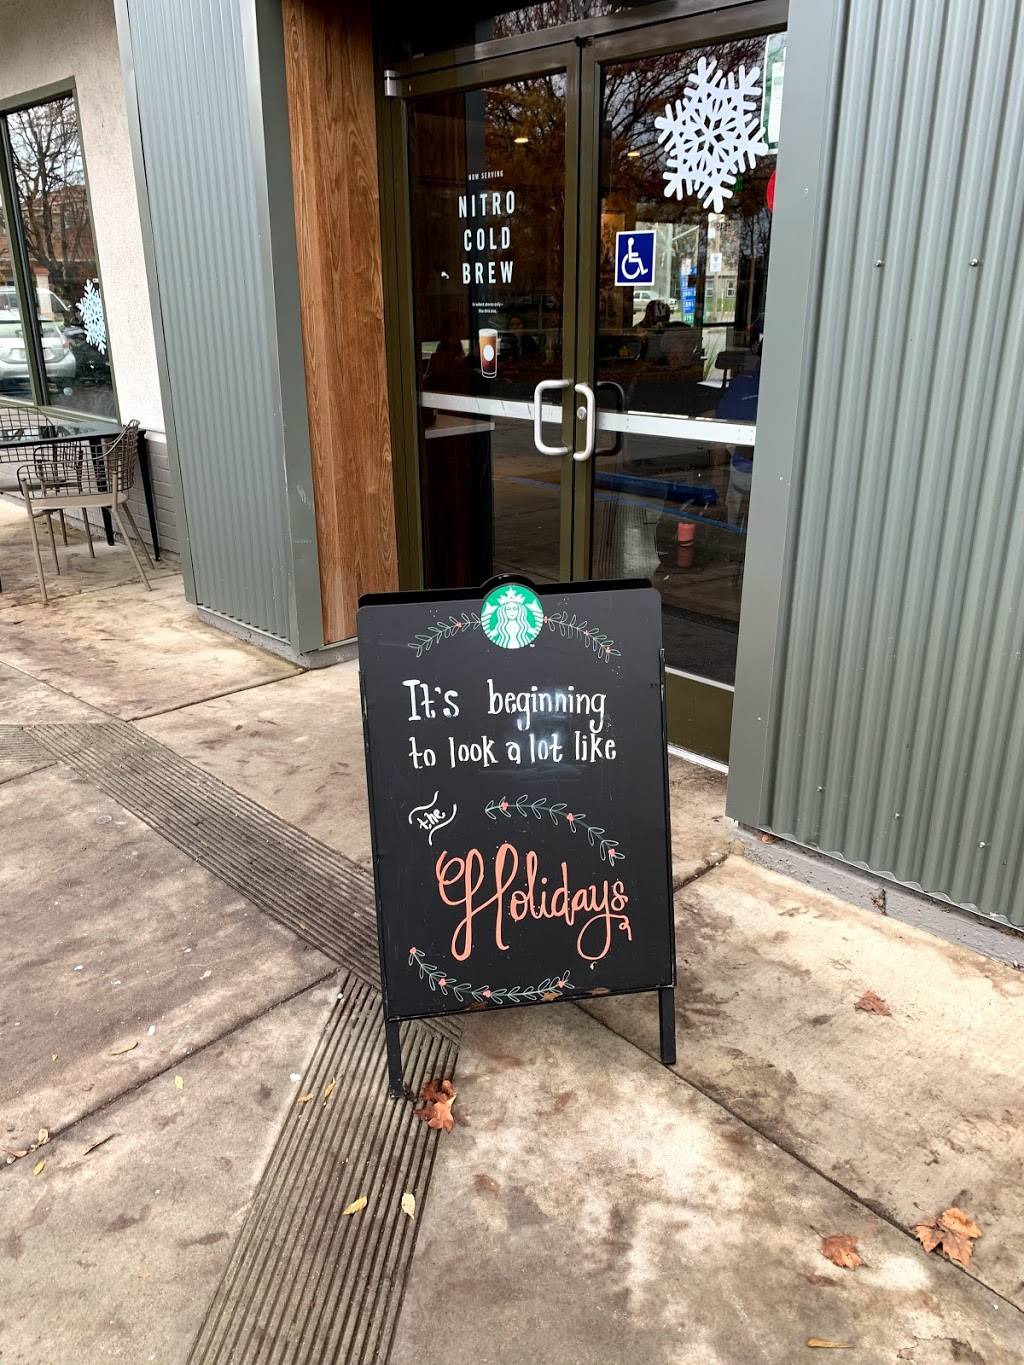 NOW SERVING
NITRO
COLD
BREW
It's beginning
to look a lot like
the
Holidays